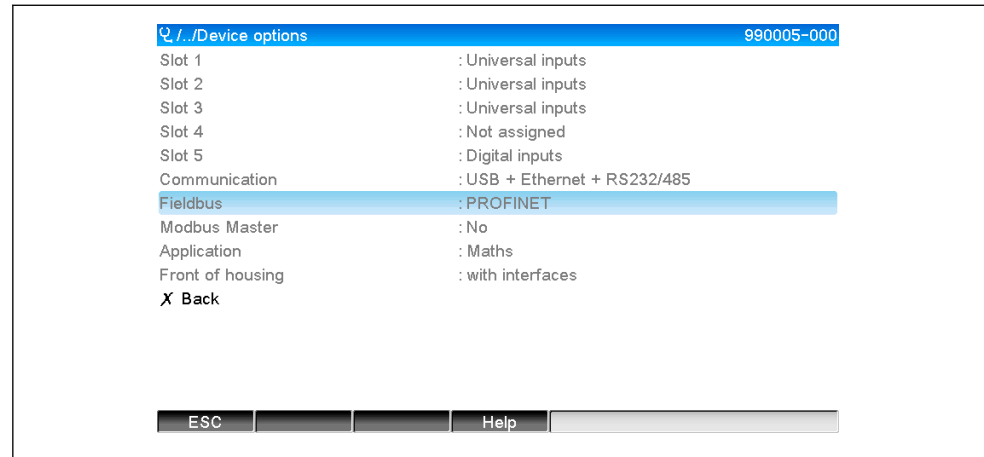 /../Device options 990005-000
Slot 1 : Universal inputs
Slot 2 : Universal inputs
Slot 3 : Universal inputs
Slot 4 : Not assigned
Slot 5 : Digital inputs
Communication : USB + Ethernet + RS232/485
Fieldbus : PROFINET
Modbus Master : No
Application : Maths
Front of housing : with interfaces
X Back
ESC Help